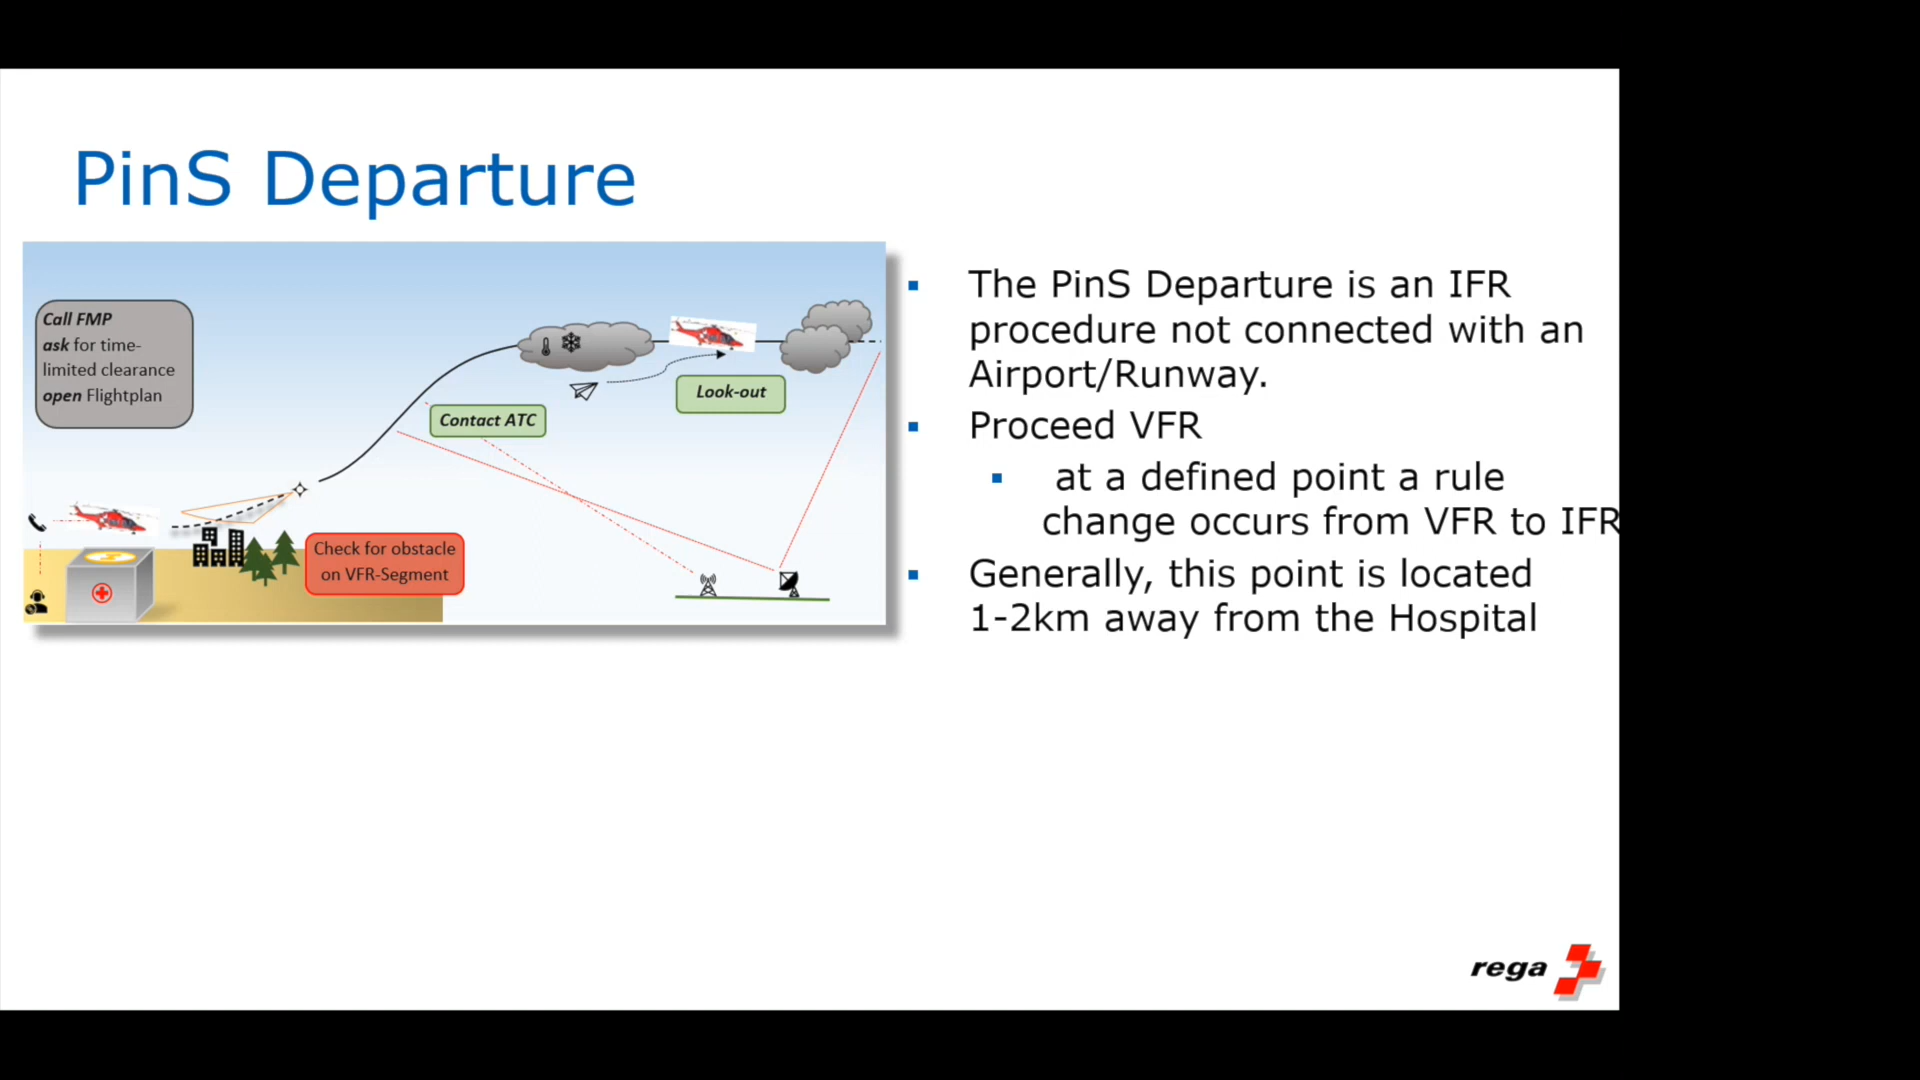 PinS Departure
Call FMP
ask for time-
limited clearance
open Flightplan
Contact ATC
Look-out
Check for obstacle
on VFR-Segment
The PinS Departure is an IFR
procedure not connected with an
Airport/Runway.
Proceed VFR
at a defined point a rule
change occurs from VFR to IFR
Generally, this point is located
1-2km away from the Hospital
rega